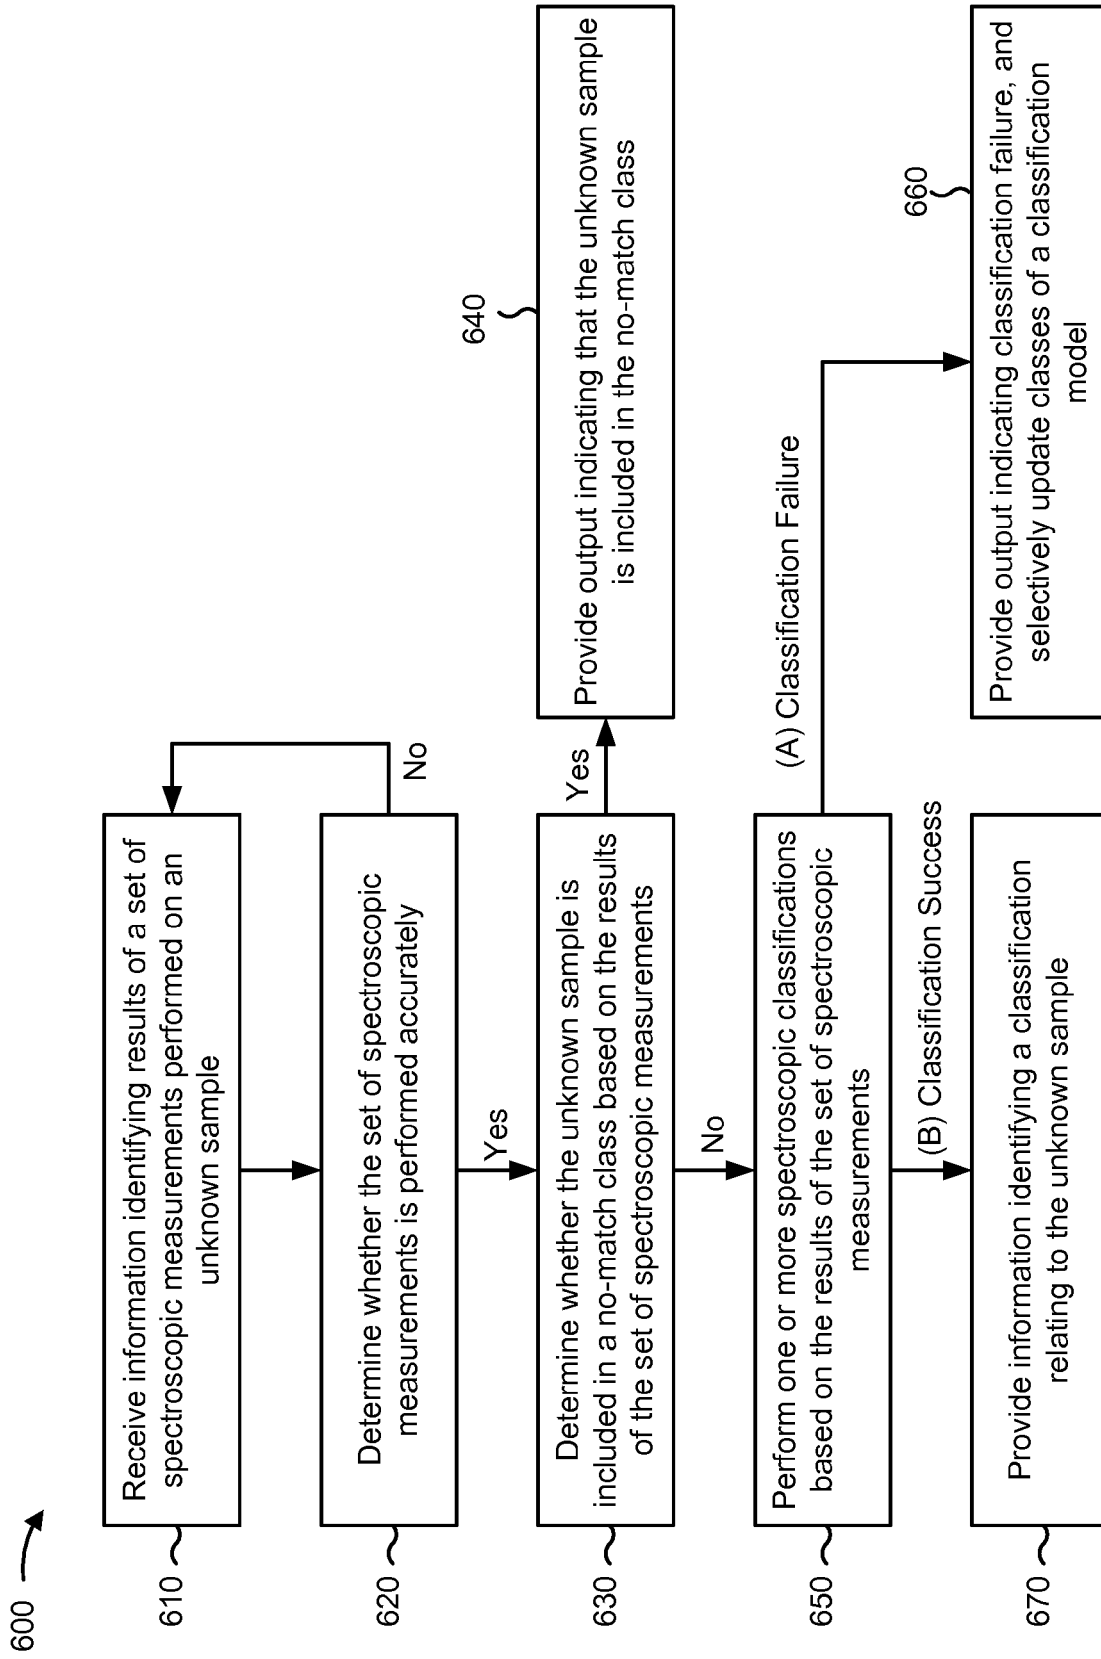 600
610
Receive information identifying results of a set of
spectroscopic measurements performed on an
unknown sample
620
Determine whether the set of spectroscopic
measurements is performed accurately
No
Yes
630
Determine whether the unknown sample is
included in a no-match class based on the results
of the set of spectroscopic measurements
Yes
640
Provide output indicating that the unknown sample
is included in the no-match class
No
650
Perform one or more spectroscopic classifications
based on the results of the set of spectroscopic
measurements
(A) Classification Failure
660
Provide output indicating classification failure, and
selectively update classes of a classification
model
(B) Classification Success
670
Provide information identifying a classification
relating to the unknown sample